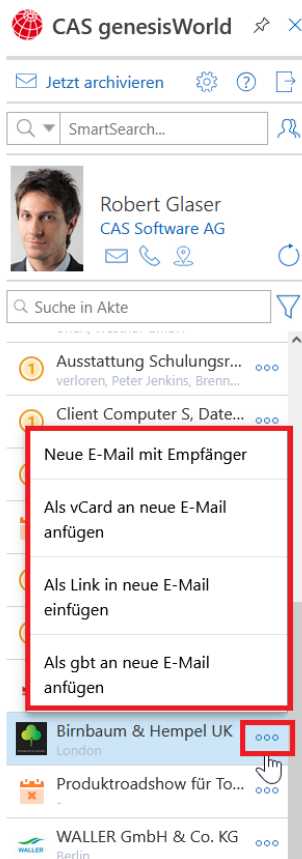 CAS genesisWorld
Jetzt archivieren
SmartSearch...
Robert Glaser
CAS Software AG
Suche in Akte
Ausstattung Schulungsr...
verloren, Peter Jenkins, Brenn...
Client Computer S, Date...
Neue E-Mail mit Empfänger
Als vCard an neue E-Mail
anfügen
Als Link in neue E-Mail
einfügen
Als gbt an neue E-Mail
anfügen
Birnbaum & Hempel UK
London
Produktroadshow für To...
-
WALLER
WALLER GmbH & Co. KG
Berlin